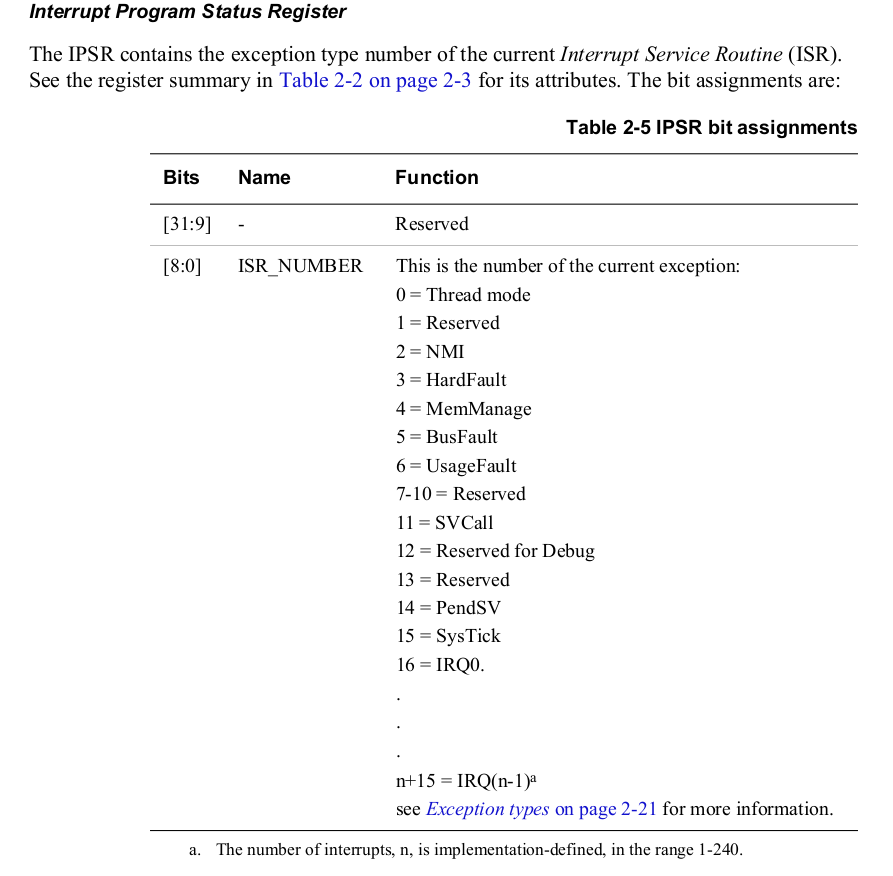 Interrupt Program Status Register
The IPSR contains the exception type number of the current Interrupt Service Routine (ISR).
See the register summary in Table 2-2 on page 2-3 for its attributes. The bit assignments are:
Table 2-5 IPSR bit assignments
Bits Name Function
[31:9] - Reserved
[8:0] ISR_NUMBER This is the number of the current exception:
0 = Thread mode
1 = Reserved
2 = NMI
3 = HardFault
4 = MemManage
5 = BusFault
6 = UsageFault
7-10 = Reserved
11 = SVCall
12 = Reserved for Debug
13 = Reserved
14 = PendSV
15 = SysTick
16 = IRQ0.
.
.
.
n+15 = IRQ(n-1)a
see Exception types on page 2-21 for more information.
a. The number of interrupts, n, is implementation-defined, in the range 1-240.